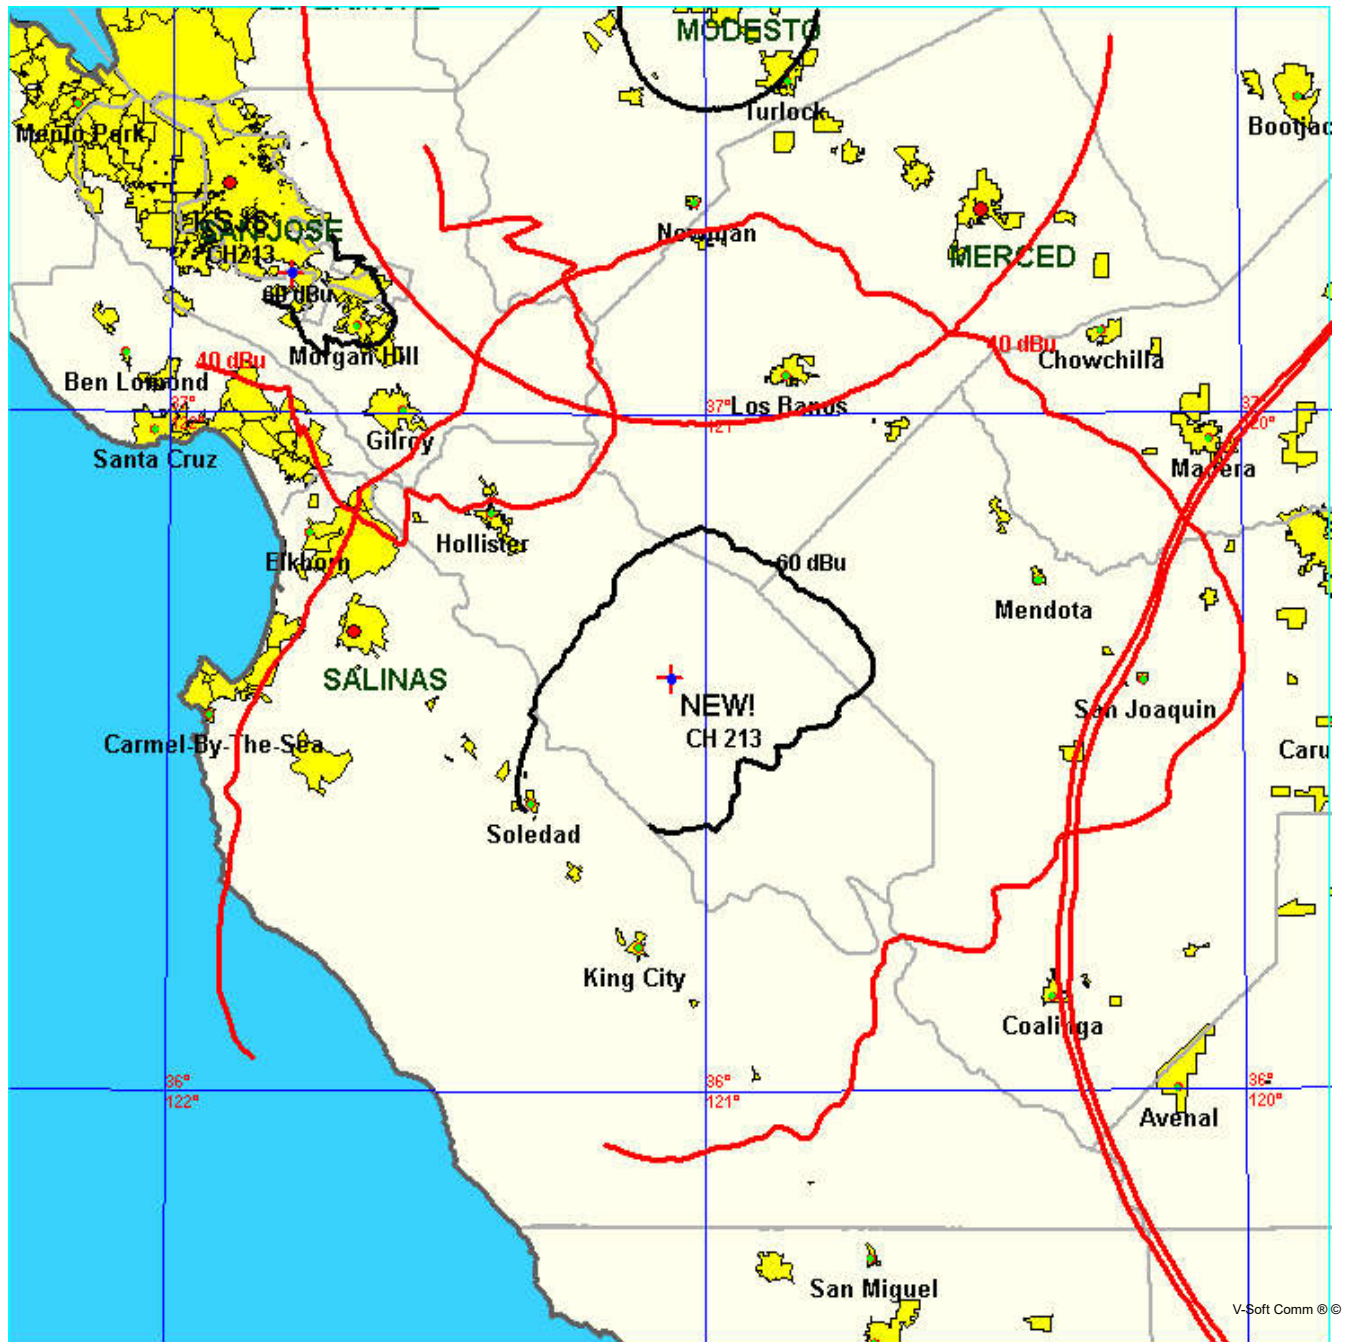 MODESTO
Turlock
Bootjac
Menlo Park
Newman
SAN JOSE
CH213
MERCED
60 dBu
Morgan Hill
40 dBu
40 dBu
Chowchilla
Ben Lomond
37°
Los Banos
37°
121°
37°
120°
Gilroy
Santa Cruz
Madera
Hollister
Elkhorn
60 dBu
Mendota
SALINAS
NEW!
CH 213
San Joaquin
Carmel-By-The-Sea
Caru
Soledad
King City
Coalinga
36°
122°
36°
121°
36°
120°
Avenal
San Miguel
V-Soft Comm ® ©